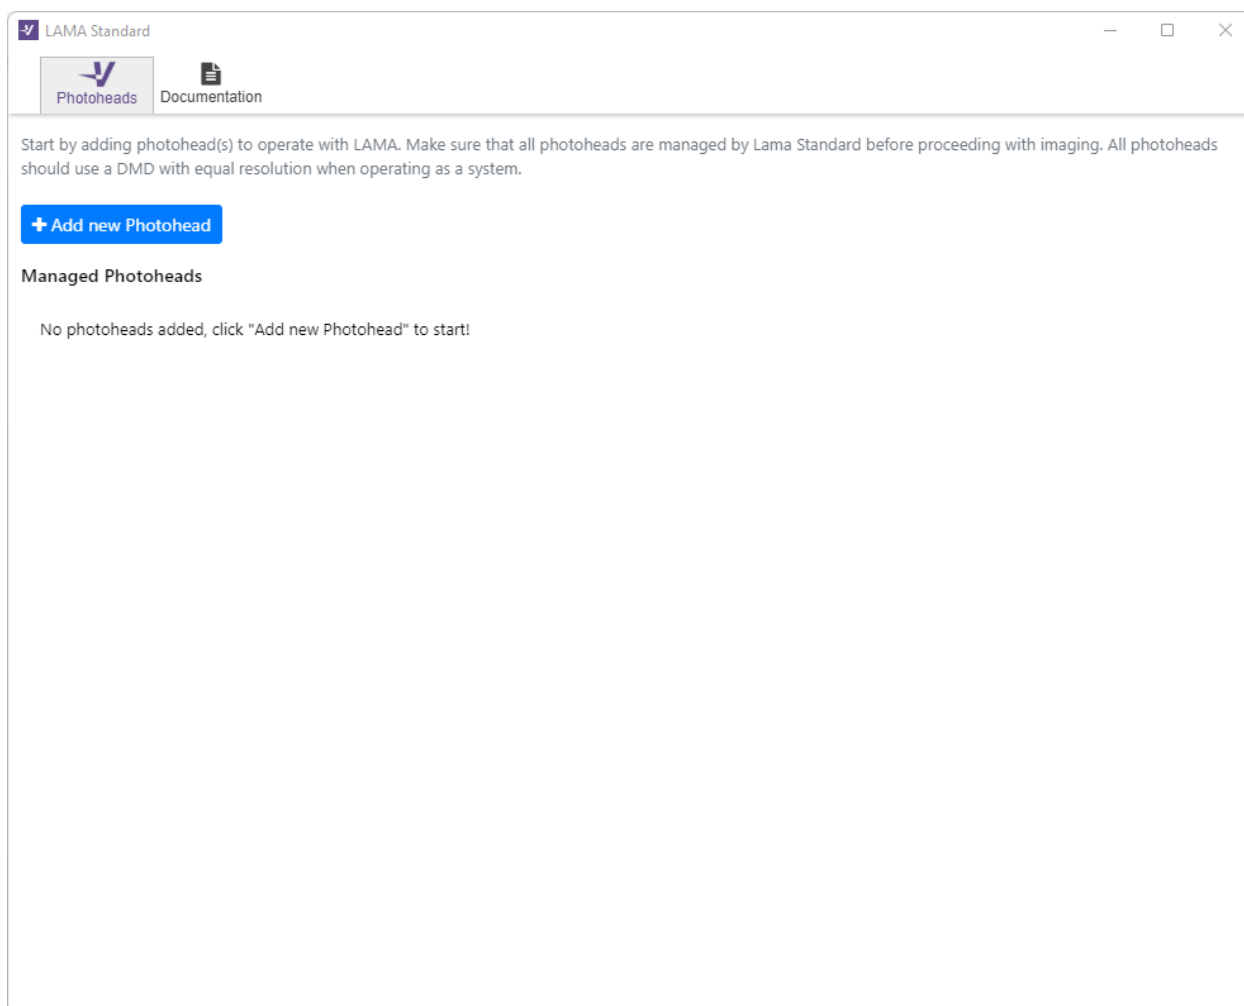 LAMA Standard
Photoheads
Documentation
Start by adding photohead(s) to operate with LAMA. Make sure that all photoheads are managed by Lama Standard before proceeding with imaging. All photoheads
should use a DMD with equal resolution when operating as a system.
Add new Photohead
Managed Photoheads
No photoheads added, click "Add new Photohead" to start!